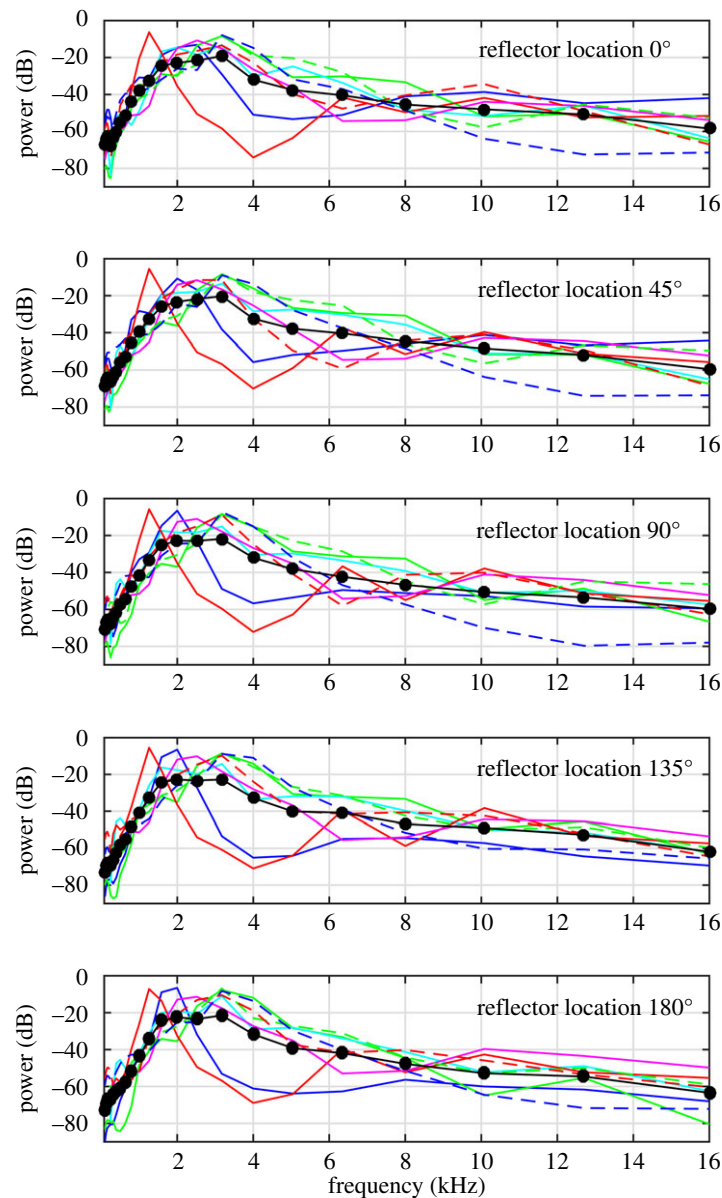 0
−20
−40
−60
−80
power (dB)
reflector location 0°
2 4 6 8 10 12 14 16
0
−20
−40
−60
−80
power (dB)
reflector location 45°
2 4 6 8 10 12 14 16
0
−20
−40
−60
−80
power (dB)
reflector location 90°
2 4 6 8 10 12 14 16
0
−20
−40
−60
−80
power (dB)
reflector location 135°
2 4 6 8 10 12 14 16
0
−20
−40
−60
−80
power (dB)
reflector location 180°
2 4 6 8 10 12 14 16
frequency (kHz)